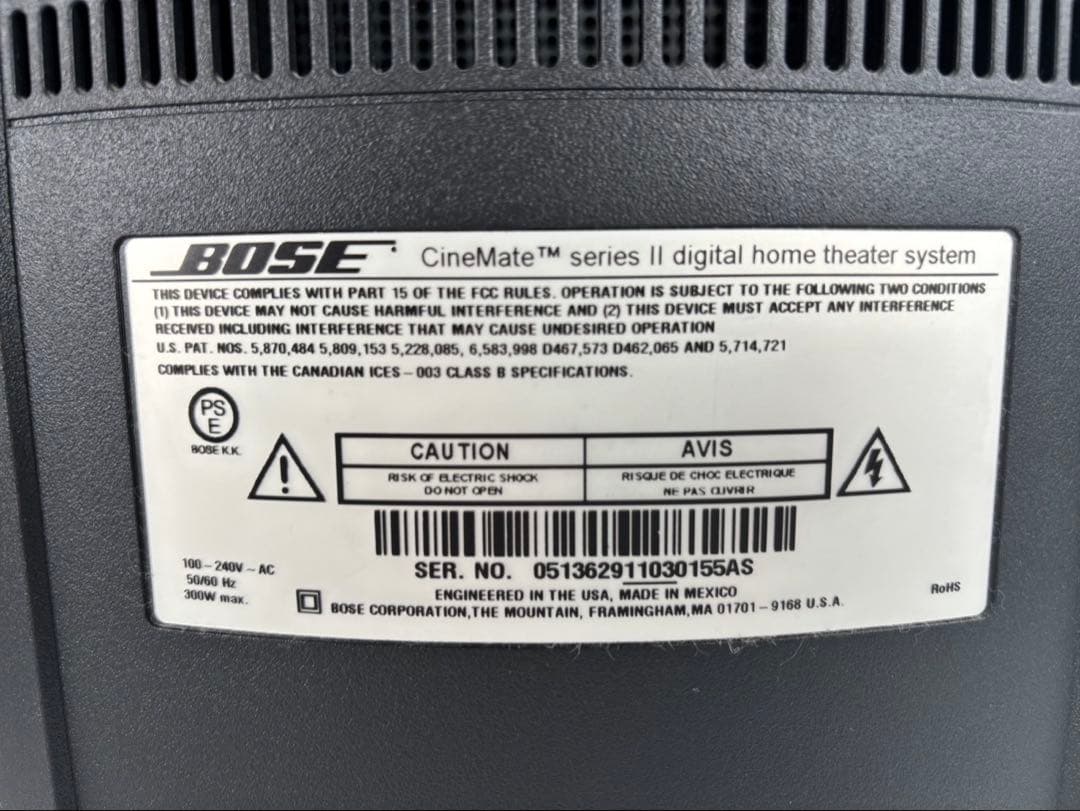 BOSE CineMate™ series II digital home theater system
THIS DEVICE COMPLIES WITH PART 15 OF THE FCC RULES. OPERATION IS SUBJECT TO THE FOLLOWING TWO CONDITIONS
(1) THIS DEVICE MAY NOT CAUSE HARMFUL INTERFERENCE AND (2) THIS DEVICE MUST ACCEPT ANY INTERFERENCE
RECEIVED INCLUDING INTERFERENCE THAT MAY CAUSE UNDESIRED OPERATION
U.S. PAT. NOS. 5,870,484 5,809,153 5,228,085, 6,583,998 D467,573 D462,065 AND 5,714,721
COMPLIES WITH THE CANADIAN ICES-003 CLASS B SPECIFICATIONS.
PS
E
BOSE K.K.
CAUTION
RISK OF ELECTRIC SHOCK
DO NOT OPEN
AVIS
RISQUE DE CHOC ELECTRIQUE
NE PAS OUVRIR
SER. NO. 051362911030155AS
100-240V ~ AC
50/60 Hz
300W max.
ENGINEERED IN THE USA, MADE IN MEXICO
BOSE CORPORATION,THE MOUNTAIN, FRAMINGHAM,MA 01701-9168 U.S.A.
RoHS